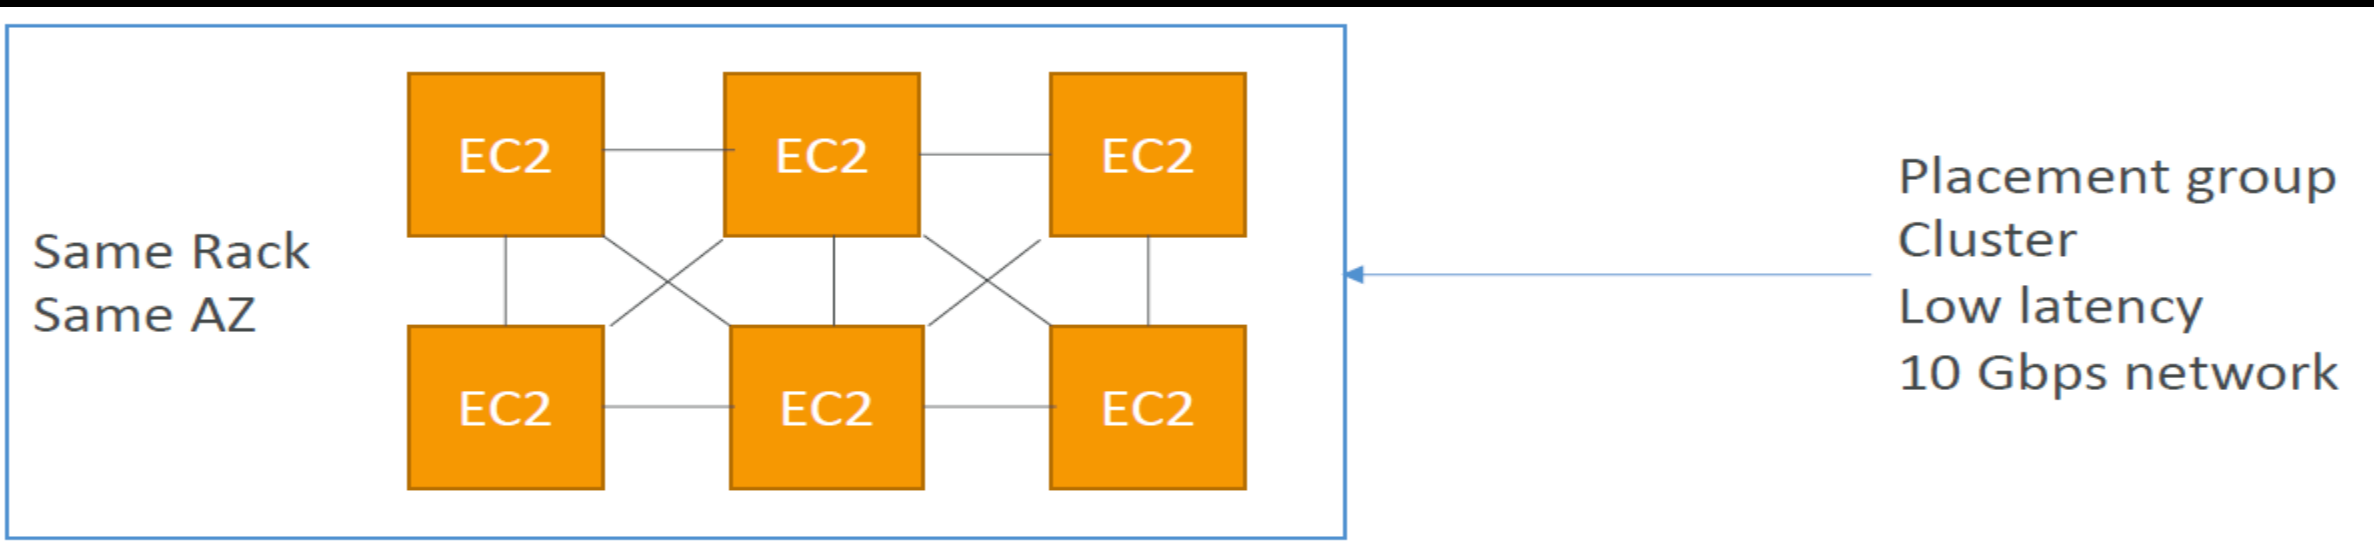 Same Rack
Same AZ
EC2
EC2
EC2
EC2
EC2
EC2
Placement group
Cluster
Low latency
10 Gbps network